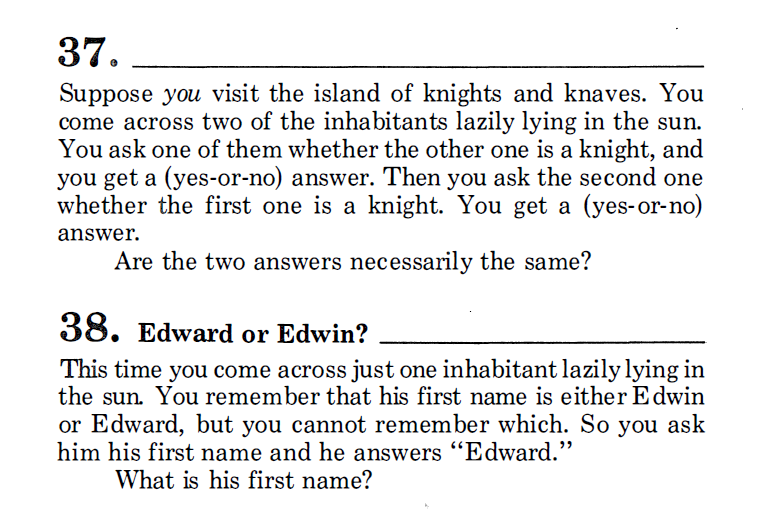 37.
Suppose you visit the island of knights and knaves. You
come across two of the inhabitants lazily lying in the sun.
You ask one of them whether the other one is a knight, and
you get a (yes-or-no) answer. Then you ask the second one
whether the first one is a knight. You get a (yes-or-no)
answer.
Are the two answers necessarily the same?
38. Edward or Edwin?
This time you come across just one inhabitant lazily lying in
the sun. You remember that his first name is either Edwin
or Edward, but you cannot remember which. So you ask
him his first name and he answers “Edward.”
What is his first name?